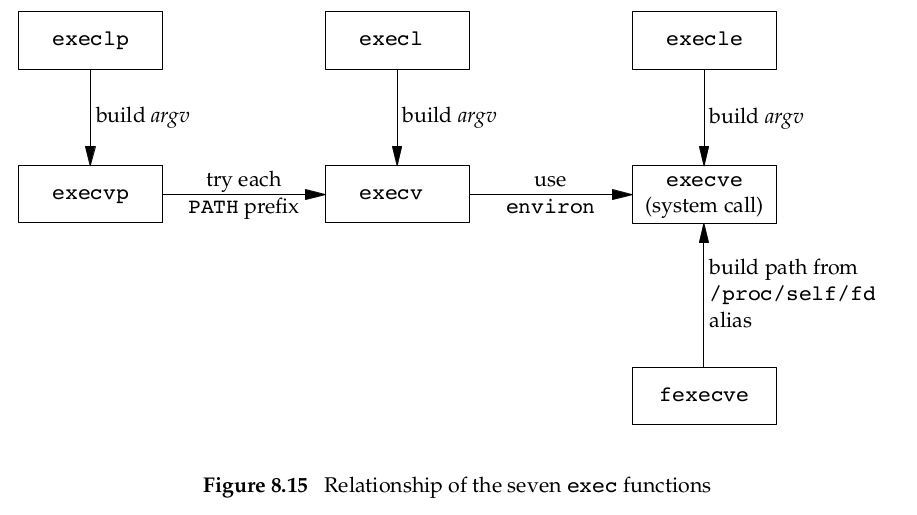 execlp
execl
execle
build argv
build argv
build argv
execvp
try each
PATH prefix
execv
use
environ
execve
(system call)
build path from
/proc/self/fd
alias
fexecve
Figure 8.15 Relationship of the seven exec functions